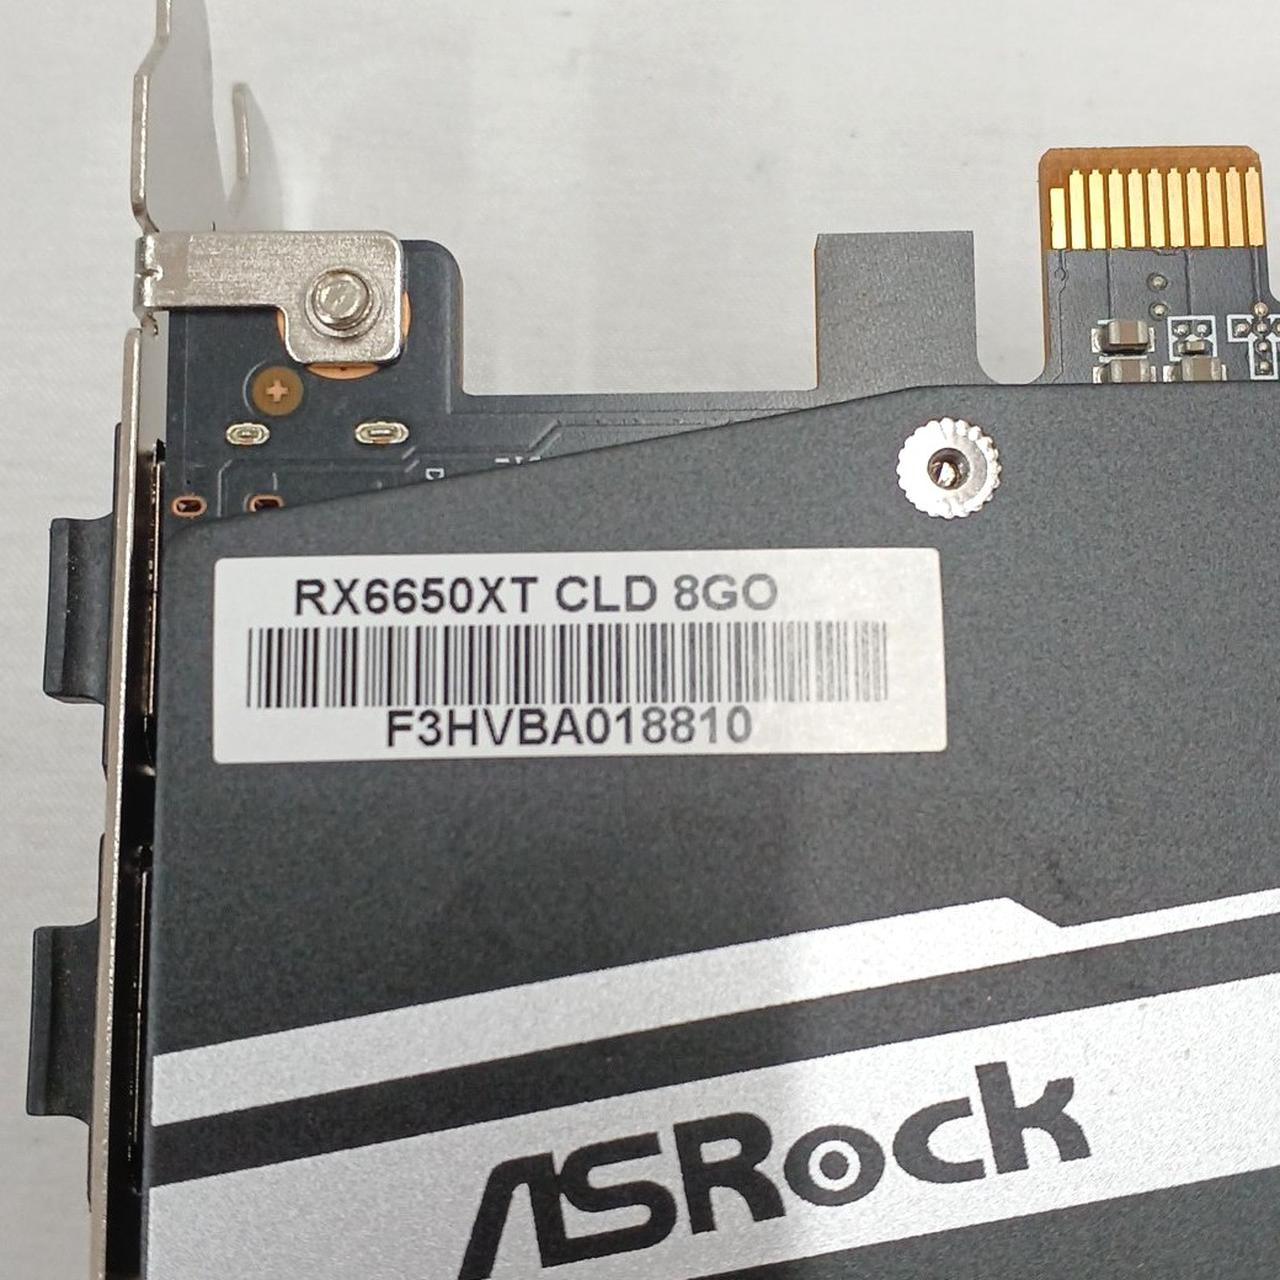 RX6650XT CLD 8GO
F3HVBA018810
ASRock